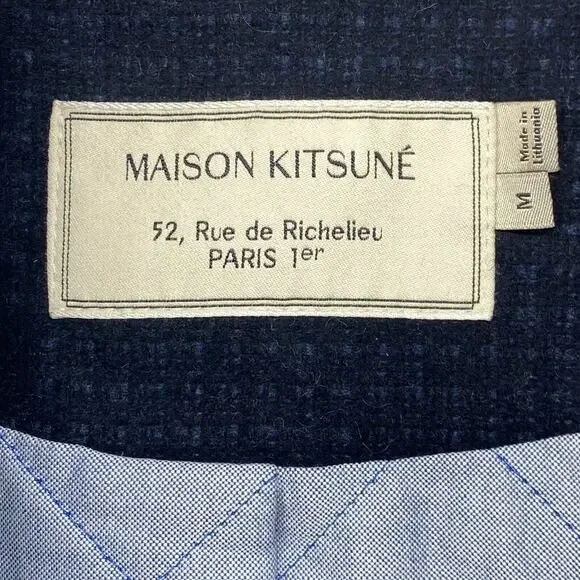 MAISON KITSUNÉ
52, Rue de Richelieu
PARIS 1er
Made in
Lithuania
M